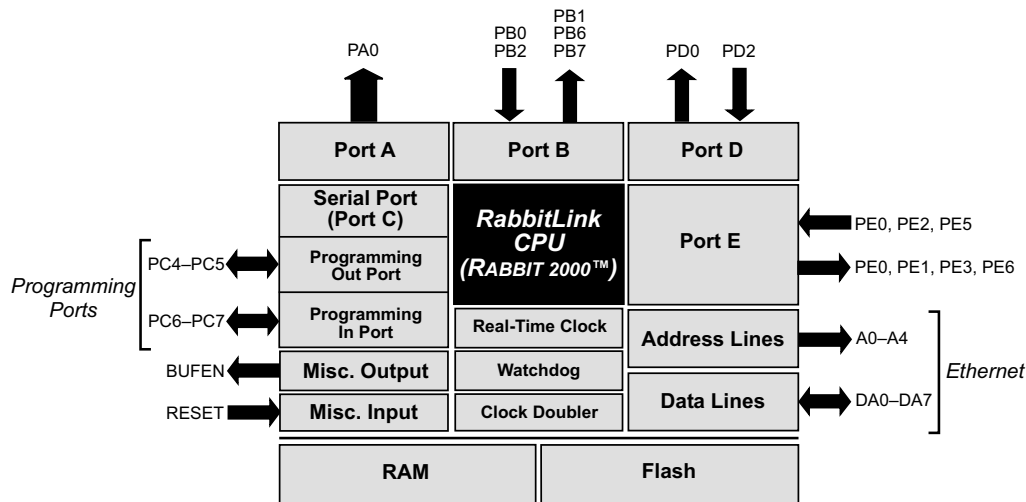 PA0
PB0
PB2
PB1
PB6
PB7
PD0
PD2
Port A
Port B
Port D
Serial Port
(Port C)
Programming
Out Port
Programming
In Port
Misc. Output
Misc. Input
RabbitLink
CPU
(RABBIT 2000™)
Real-Time Clock
Watchdog
Clock Doubler
Port E
Address Lines
Data Lines
RAM
Flash
Programming
Ports
PC4–PC5
PC6–PC7
BUFEN
RESET
PE0, PE2, PE5
PE0, PE1, PE3, PE6
A0–A4
DA0–DA7
Ethernet